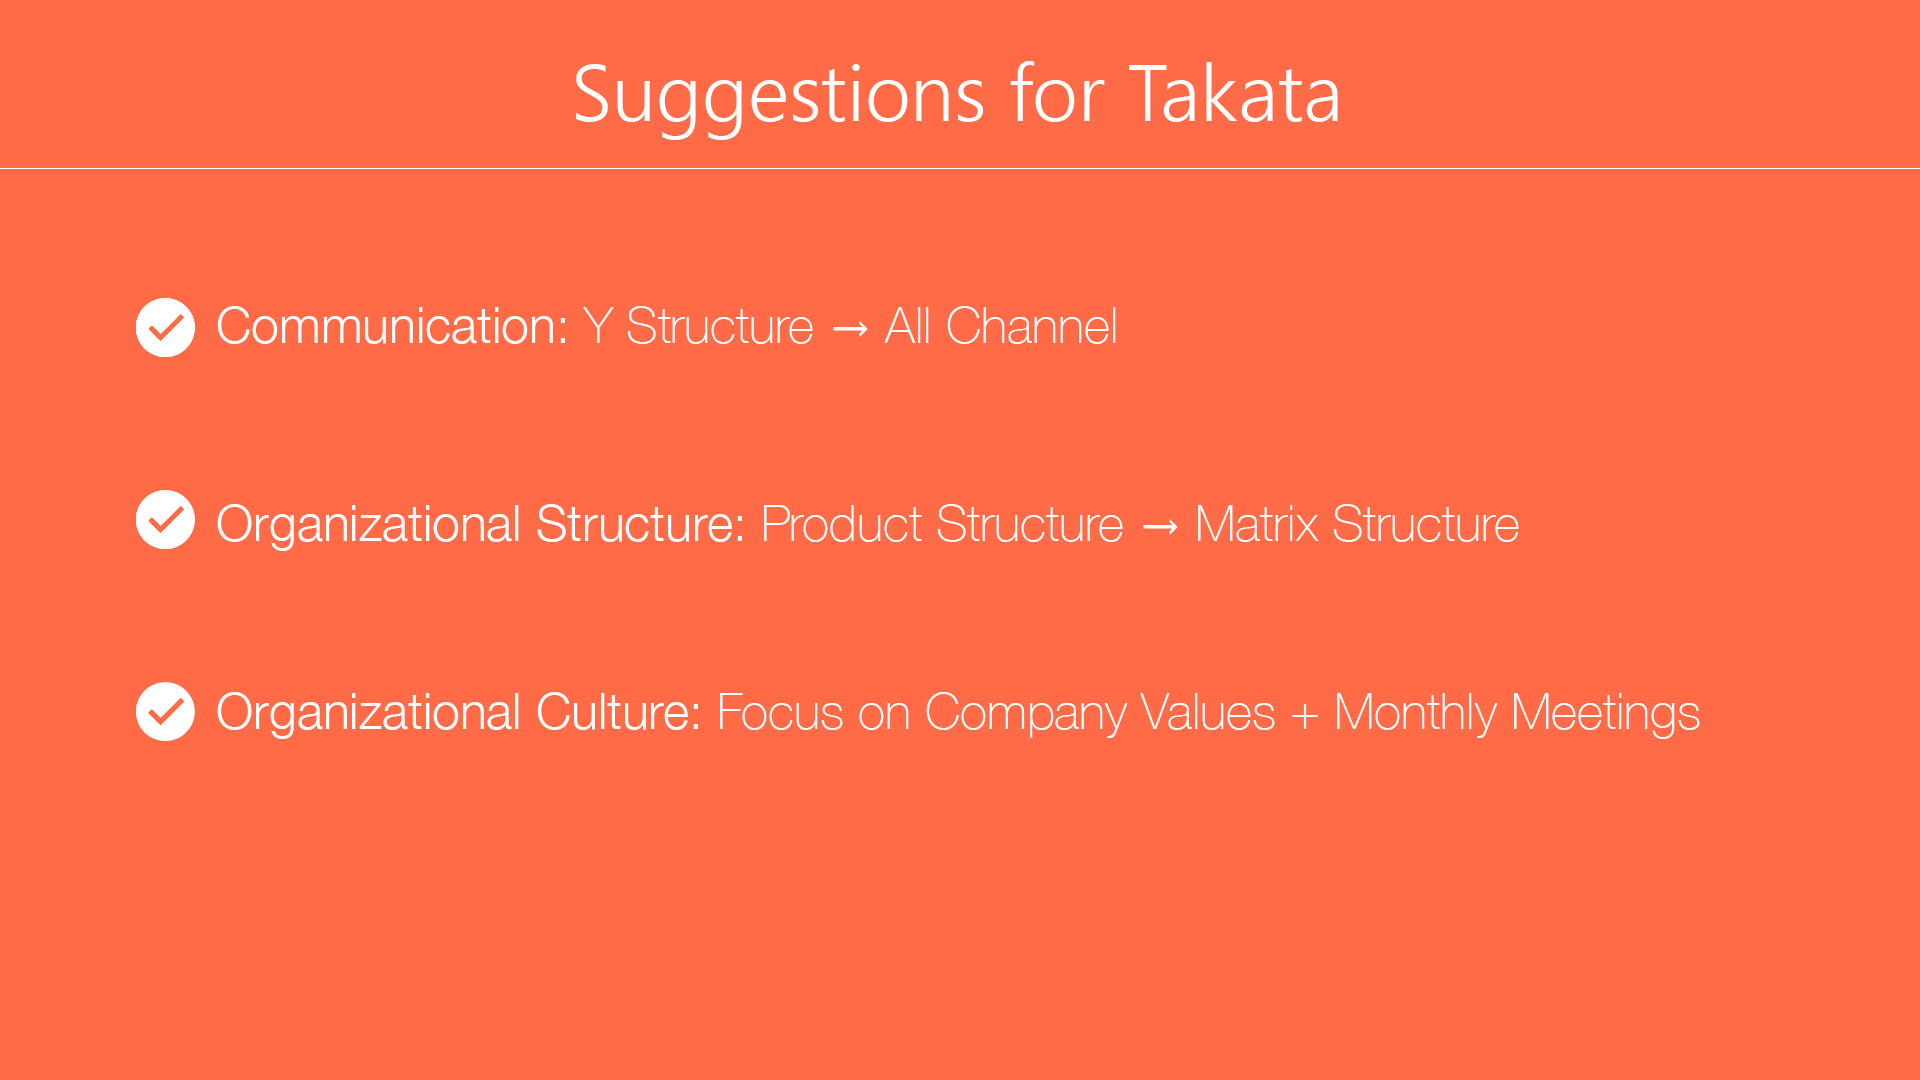 Suggestions for Takata
Communication: Y Structure → All Channel
Organizational Structure: Product Structure → Matrix Structure
Organizational Culture: Focus on Company Values + Monthly Meetings